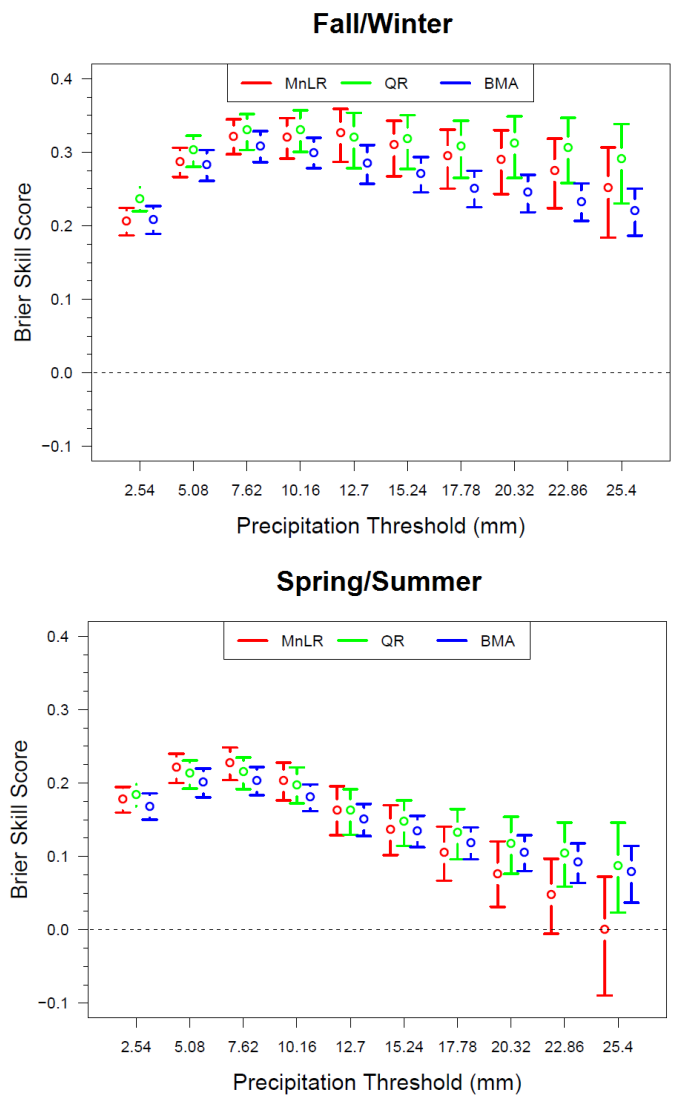 Fall/Winter
MnLR QR BMA
0.4
0.3
0.2
0.1
0.0
−0.1
Brier Skill Score
2.54 5.08 7.62 10.16 12.7 15.24 17.78 20.32 22.86 25.4
Precipitation Threshold (mm)
Spring/Summer
MnLR QR BMA
0.4
0.3
0.2
0.1
0.0
−0.1
Brier Skill Score
2.54 5.08 7.62 10.16 12.7 15.24 17.78 20.32 22.86 25.4
Precipitation Threshold (mm)